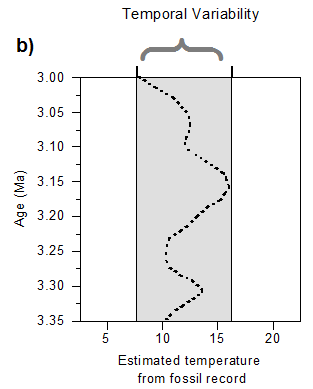 Temporal Variability
b)
3.00
3.05
3.10
3.15
3.20
3.25
3.30
3.35
Age (Ma)
5 10 15 20
Estimated temperature
from fossil record